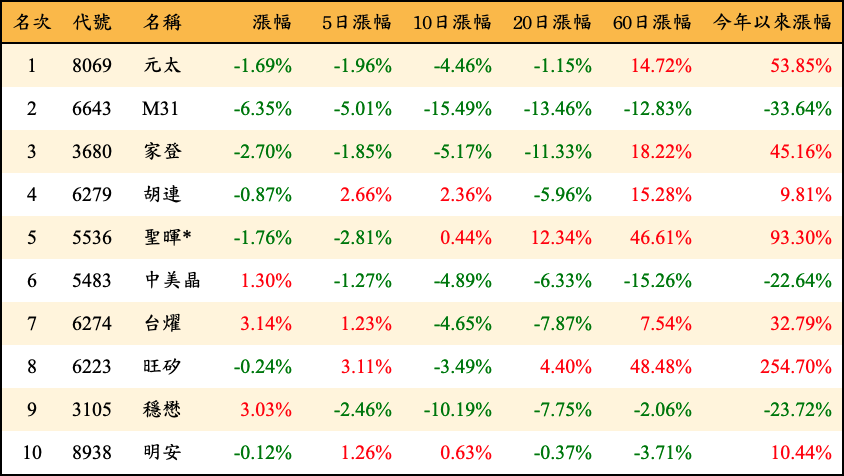 名次 代號 名稱 漲幅 5日漲幅 10日漲幅 20日漲幅 60日漲幅 今年以來漲幅
1 8069 元太 -1.69% -1.96% -4.46% -1.15% 14.72% 53.85%
2 6643 M31 -6.35% -5.01% -15.49% -13.46% -12.83% -33.64%
3 3680 家登 -2.70% -1.85% -5.17% -11.33% 18.22% 45.16%
4 6279 胡連 -0.87% 2.66% 2.36% -5.96% 15.28% 9.81%
5 5536 聖暉* -1.76% -2.81% 0.44% 12.34% 46.61% 93.30%
6 5483 中美晶 1.30% -1.27% -4.89% -6.33% -15.26% -22.64%
7 6274 台燿 3.14% 1.23% -4.65% -7.87% 7.54% 32.79%
8 6223 旺矽 -0.24% 3.11% -3.49% 4.40% 48.48% 254.70%
9 3105 穩懋 3.03% -2.46% -10.19% -7.75% -2.06% -23.72%
10 8938 明安 -0.12% 1.26% 0.63% -0.37% -3.71% 10.44%